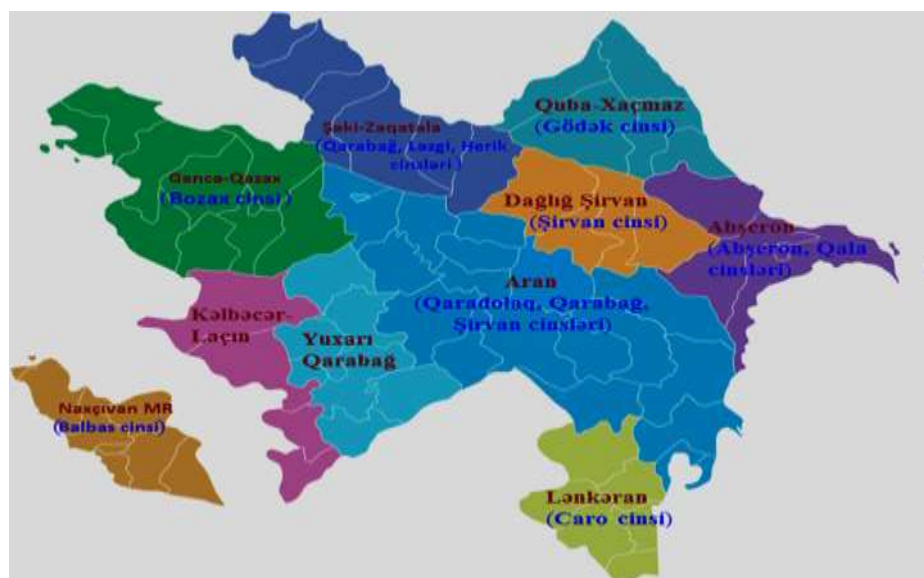 Quba-Xaçmaz
(Gödək cinsi)
Şəki-Zaqatala
(Qarabağ, Ləzgi, Herik
cinsləri )
Gəncə-Qazax
(Bozax cinsi )
Dağlığ Şirvan
(Şirvan cinsi)
Abşeron
(Abşeron, Qala
cinsləri)
Aran
(Qaradolaq, Qarabağ,
Şirvan cinsləri)
Kəlbəcər-
Laçın
Yuxarı
Qarabağ
Naxçıvan MR
(Balbas cinsi)
Lənkəran
(Caro cinsi)